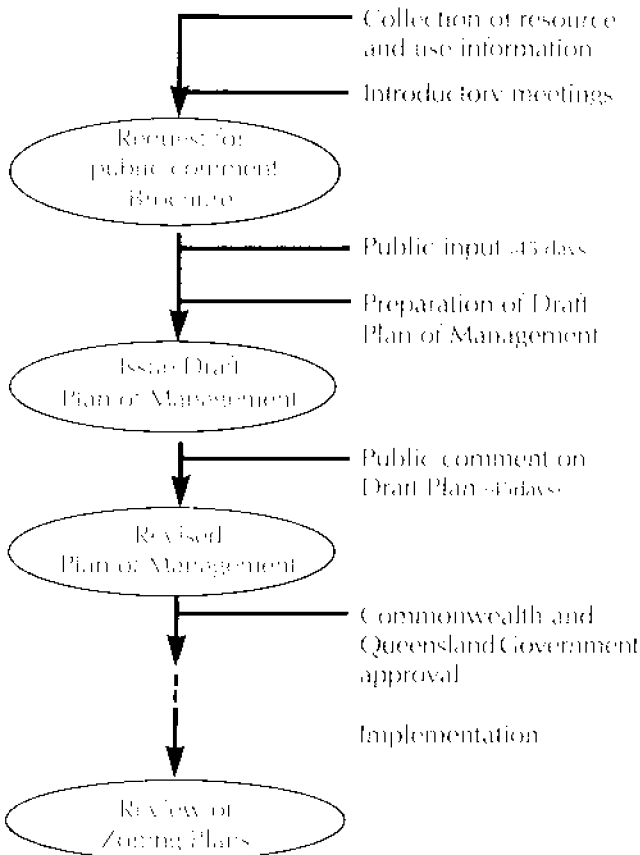 Collection of resource
and use information
Introductory meetings
Request for
public comment
Brochure
Public input (45 days)
Preparation of Draft
Plan of Management
Issue Draft
Plan of Management
Public comment on
Draft Plan (45 days)
Revised
Plan of Management
Commonwealth and
Queensland Government
approval
Implementation
Review of
Zoning Plans